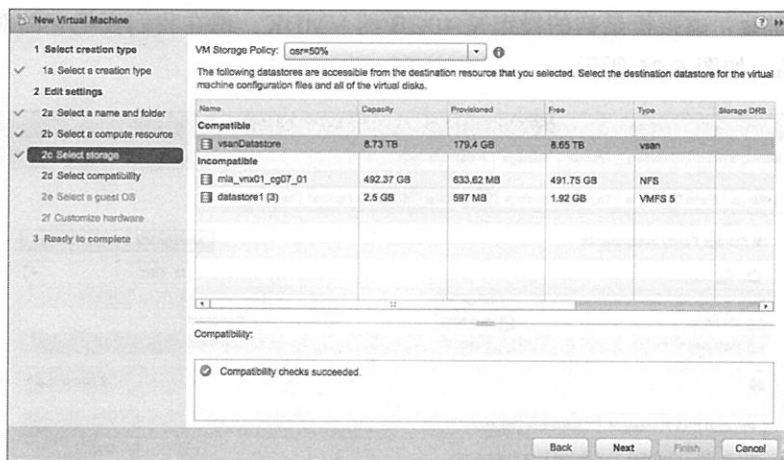 New Virtual Machine
1 Select creation type
1a Select a creation type
2 Edit settings
2a Select a name and folder
2b Select a compute resource
2c Select storage
2d Select compatibility
2e Select a guest OS
2f Customize hardware
3 Ready to complete
VM Storage Policy: osr=50%
The following datastores are accessible from the destination resource that you selected. Select the destination datastore for the virtual
machine configuration files and all of the virtual disks.
Name Capacity Provisioned Free Type Storage DRS
Compatible
vsanDatastore 8.73 TB 179.4 GB 8.65 TB vsan
Incompatible
mia_vnx01_cg07_01 492.37 GB 633.62 MB 491.75 GB NFS
datastore1 (3) 2.5 GB 597 MB 1.92 GB VMFS 5
Compatibility:
Compatibility checks succeeded.
Back Next Finish Cancel